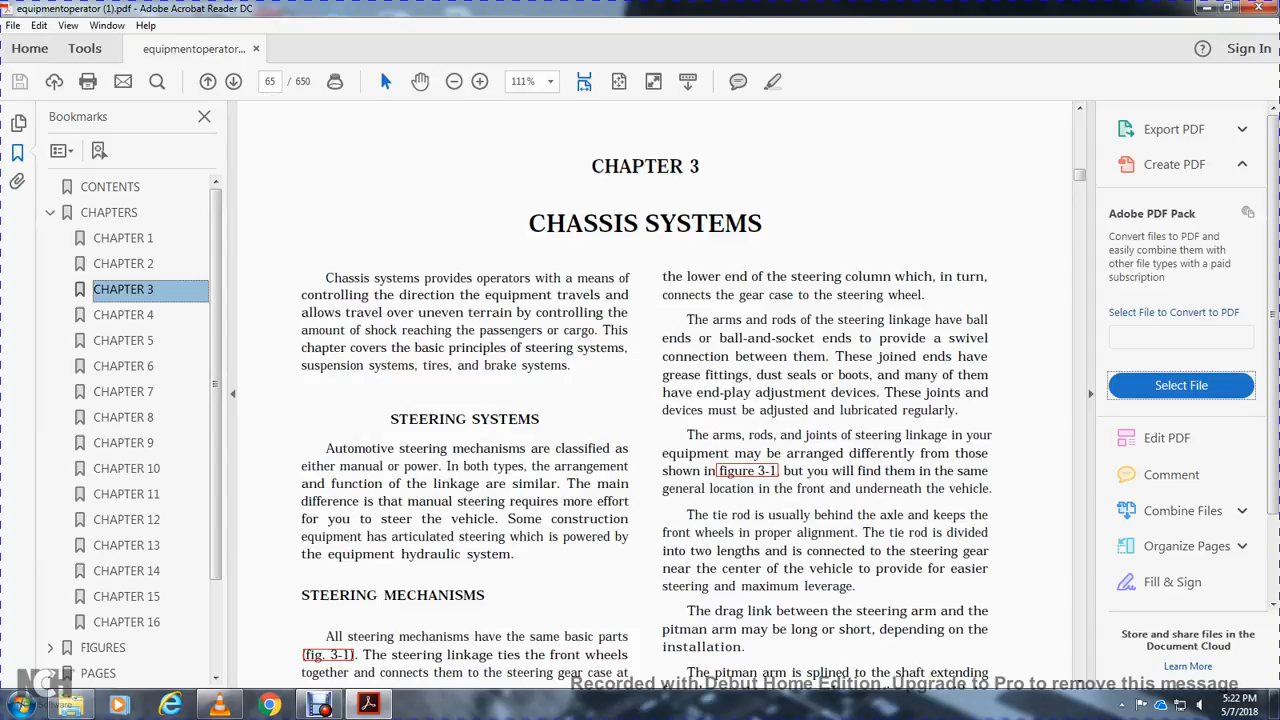 equipmentoperator (1).pdf - Adobe Acrobat Reader DC
File Edit View Window Help
Home Tools equipmentoperator... × Sign In
65 / 650 111%
Bookmarks
CONTENTS
CHAPTERS
CHAPTER 1
CHAPTER 2
CHAPTER 3
CHAPTER 4
CHAPTER 5
CHAPTER 6
CHAPTER 7
CHAPTER 8
CHAPTER 9
CHAPTER 10
CHAPTER 11
CHAPTER 12
CHAPTER 13
CHAPTER 14
CHAPTER 15
CHAPTER 16
FIGURES
PAGES
CHAPTER 3
CHASSIS SYSTEMS
Chassis systems provides operators with a means of
controlling the direction the equipment travels and
allows travel over uneven terrain by controlling the
amount of shock reaching the passengers or cargo. This
chapter covers the basic principles of steering systems,
suspension systems, tires, and brake systems.
STEERING SYSTEMS
Automotive steering mechanisms are classified as
either manual or power. In both types, the arrangement
and function of the linkage are similar. The main
difference is that manual steering requires more effort
for you to steer the vehicle. Some construction
equipment has articulated steering which is powered by
the equipment hydraulic system.
STEERING MECHANISMS
All steering mechanisms have the same basic parts
(fig. 3-1). The steering linkage ties the front wheels
together and connects them to the steering gear case at
the lower end of the steering column which, in turn,
connects the gear case to the steering wheel.
The arms and rods of the steering linkage have ball
ends or ball-and-socket ends to provide a swivel
connection between them. These joined ends have
grease fittings, dust seals or boots, and many of them
have end-play adjustment devices. These joints and
devices must be adjusted and lubricated regularly.
The arms, rods, and joints of steering linkage in your
equipment may be arranged differently from those
shown in figure 3-1, but you will find them in the same
general location in the front and underneath the vehicle.
The tie rod is usually behind the axle and keeps the
front wheels in proper alignment. The tie rod is divided
into two lengths and is connected to the steering gear
near the center of the vehicle to provide for easier
steering and maximum leverage.
The drag link between the steering arm and the
pitman arm may be long or short, depending on the
installation.
The pitman arm is splined to the shaft extending
Export PDF
Create PDF
Adobe PDF Pack
Convert files to PDF and
easily combine them with
other file types with a paid
subscription
Select File to Convert to PDF
Select File
Edit PDF
Comment
Combine Files
Organize Pages
Fill & Sign
Store and share files in the
Document Cloud
Learn More
Recorded with Debut Home Edition. Upgrade to Pro to remove this message
NCH
Software
5:22 PM
5/7/2018